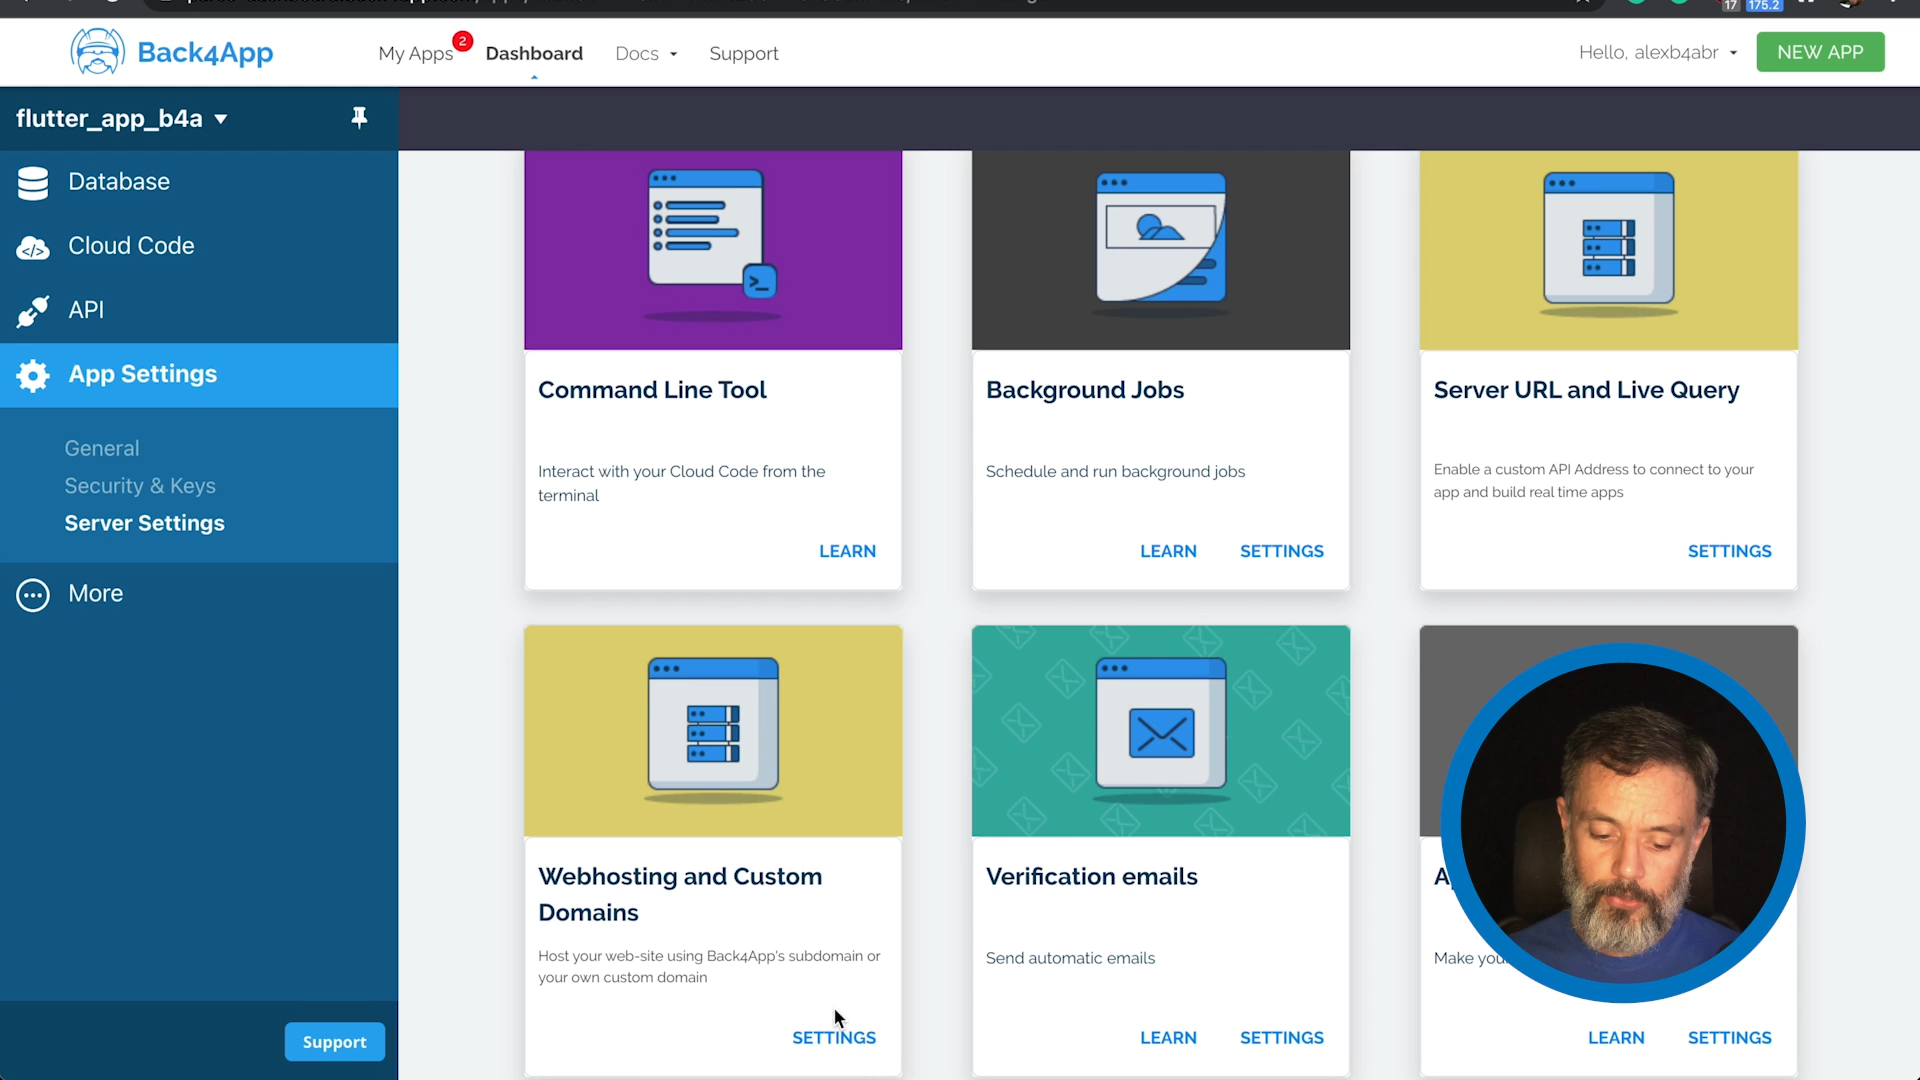 17
175.2
Back4App
My Apps
2
Dashboard
Docs
Support
Hello, alexb4abr
NEW APP
flutter_app_b4a
Database
Cloud Code
API
App Settings
General
Security & Keys
Server Settings
More
Support
Command Line Tool
Interact with your Cloud Code from the
terminal
LEARN
Background Jobs
Schedule and run background jobs
LEARN
SETTINGS
Server URL and Live Query
Enable a custom API Address to connect to your
app and build real time apps
SETTINGS
Webhosting and Custom
Domains
Host your web-site using Back4App's subdomain or
your own custom domain
SETTINGS
Verification emails
Send automatic emails
LEARN
SETTINGS
Make
LEARN
SETTINGS